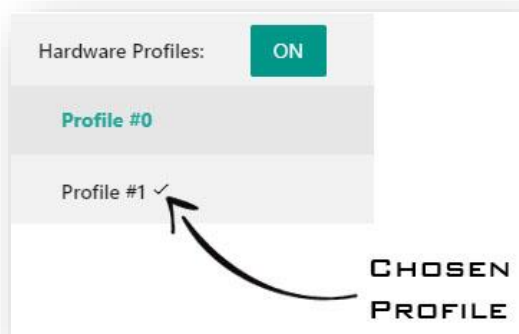 Hardware Profiles: ON
Profile #0
Profile #1 ✓
CHOSEN
PROFILE